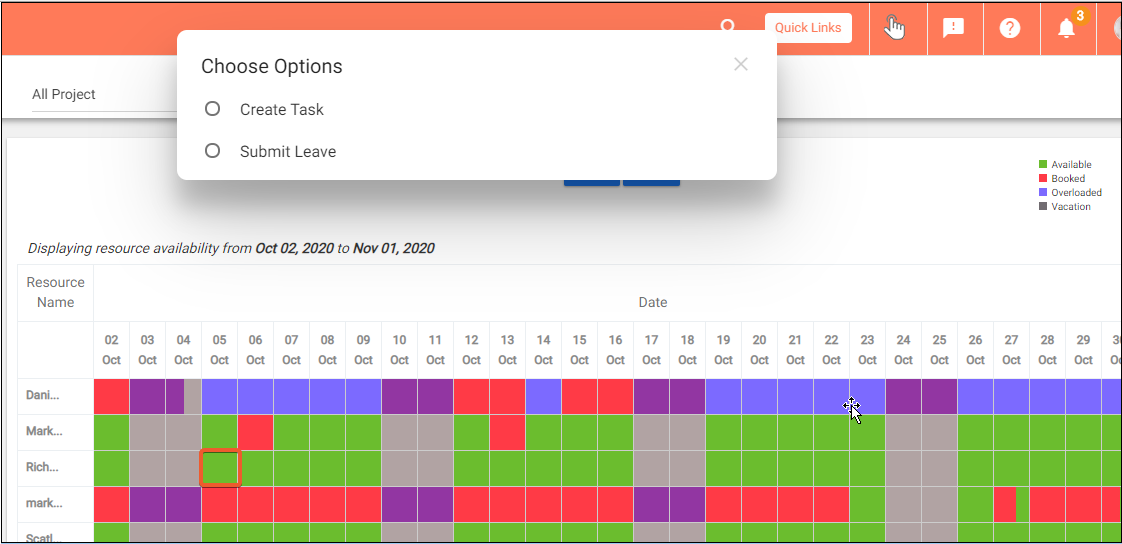 Quick Links
3
Choose Options
Create Task
Submit Leave
All Project
Available
Booked
Overloaded
Vacation
Displaying resource availability from Oct 02, 2020 to Nov 01, 2020
Resource
Name
Date
02 03 04 05 06 07 08 09 10 11 12 13 14 15 16 17 18 19 20 21 22 23 24 25 26 27 28 29
Oct Oct Oct Oct Oct Oct Oct Oct Oct Oct Oct Oct Oct Oct Oct Oct Oct Oct Oct Oct Oct Oct Oct Oct Oct Oct Oct Oct
Dani...
Mark...
Rich...
mark...
Scatl...